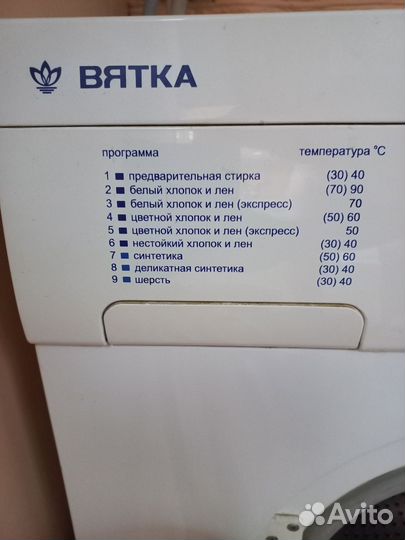 ВЯТКА
программа температура °C
1 предварительная стирка (30) 40
2 белый хлопок и лен (70) 90
3 белый хлопок и лен (экспресс) 70
4 цветной хлопок и лен (50) 60
5 цветной хлопок и лен (экспресс) 50
6 нестойкий хлопок и лен (30) 40
7 синтетика (50) 60
8 деликатная синтетика (30) 40
9 шерсть (30) 40
Avito